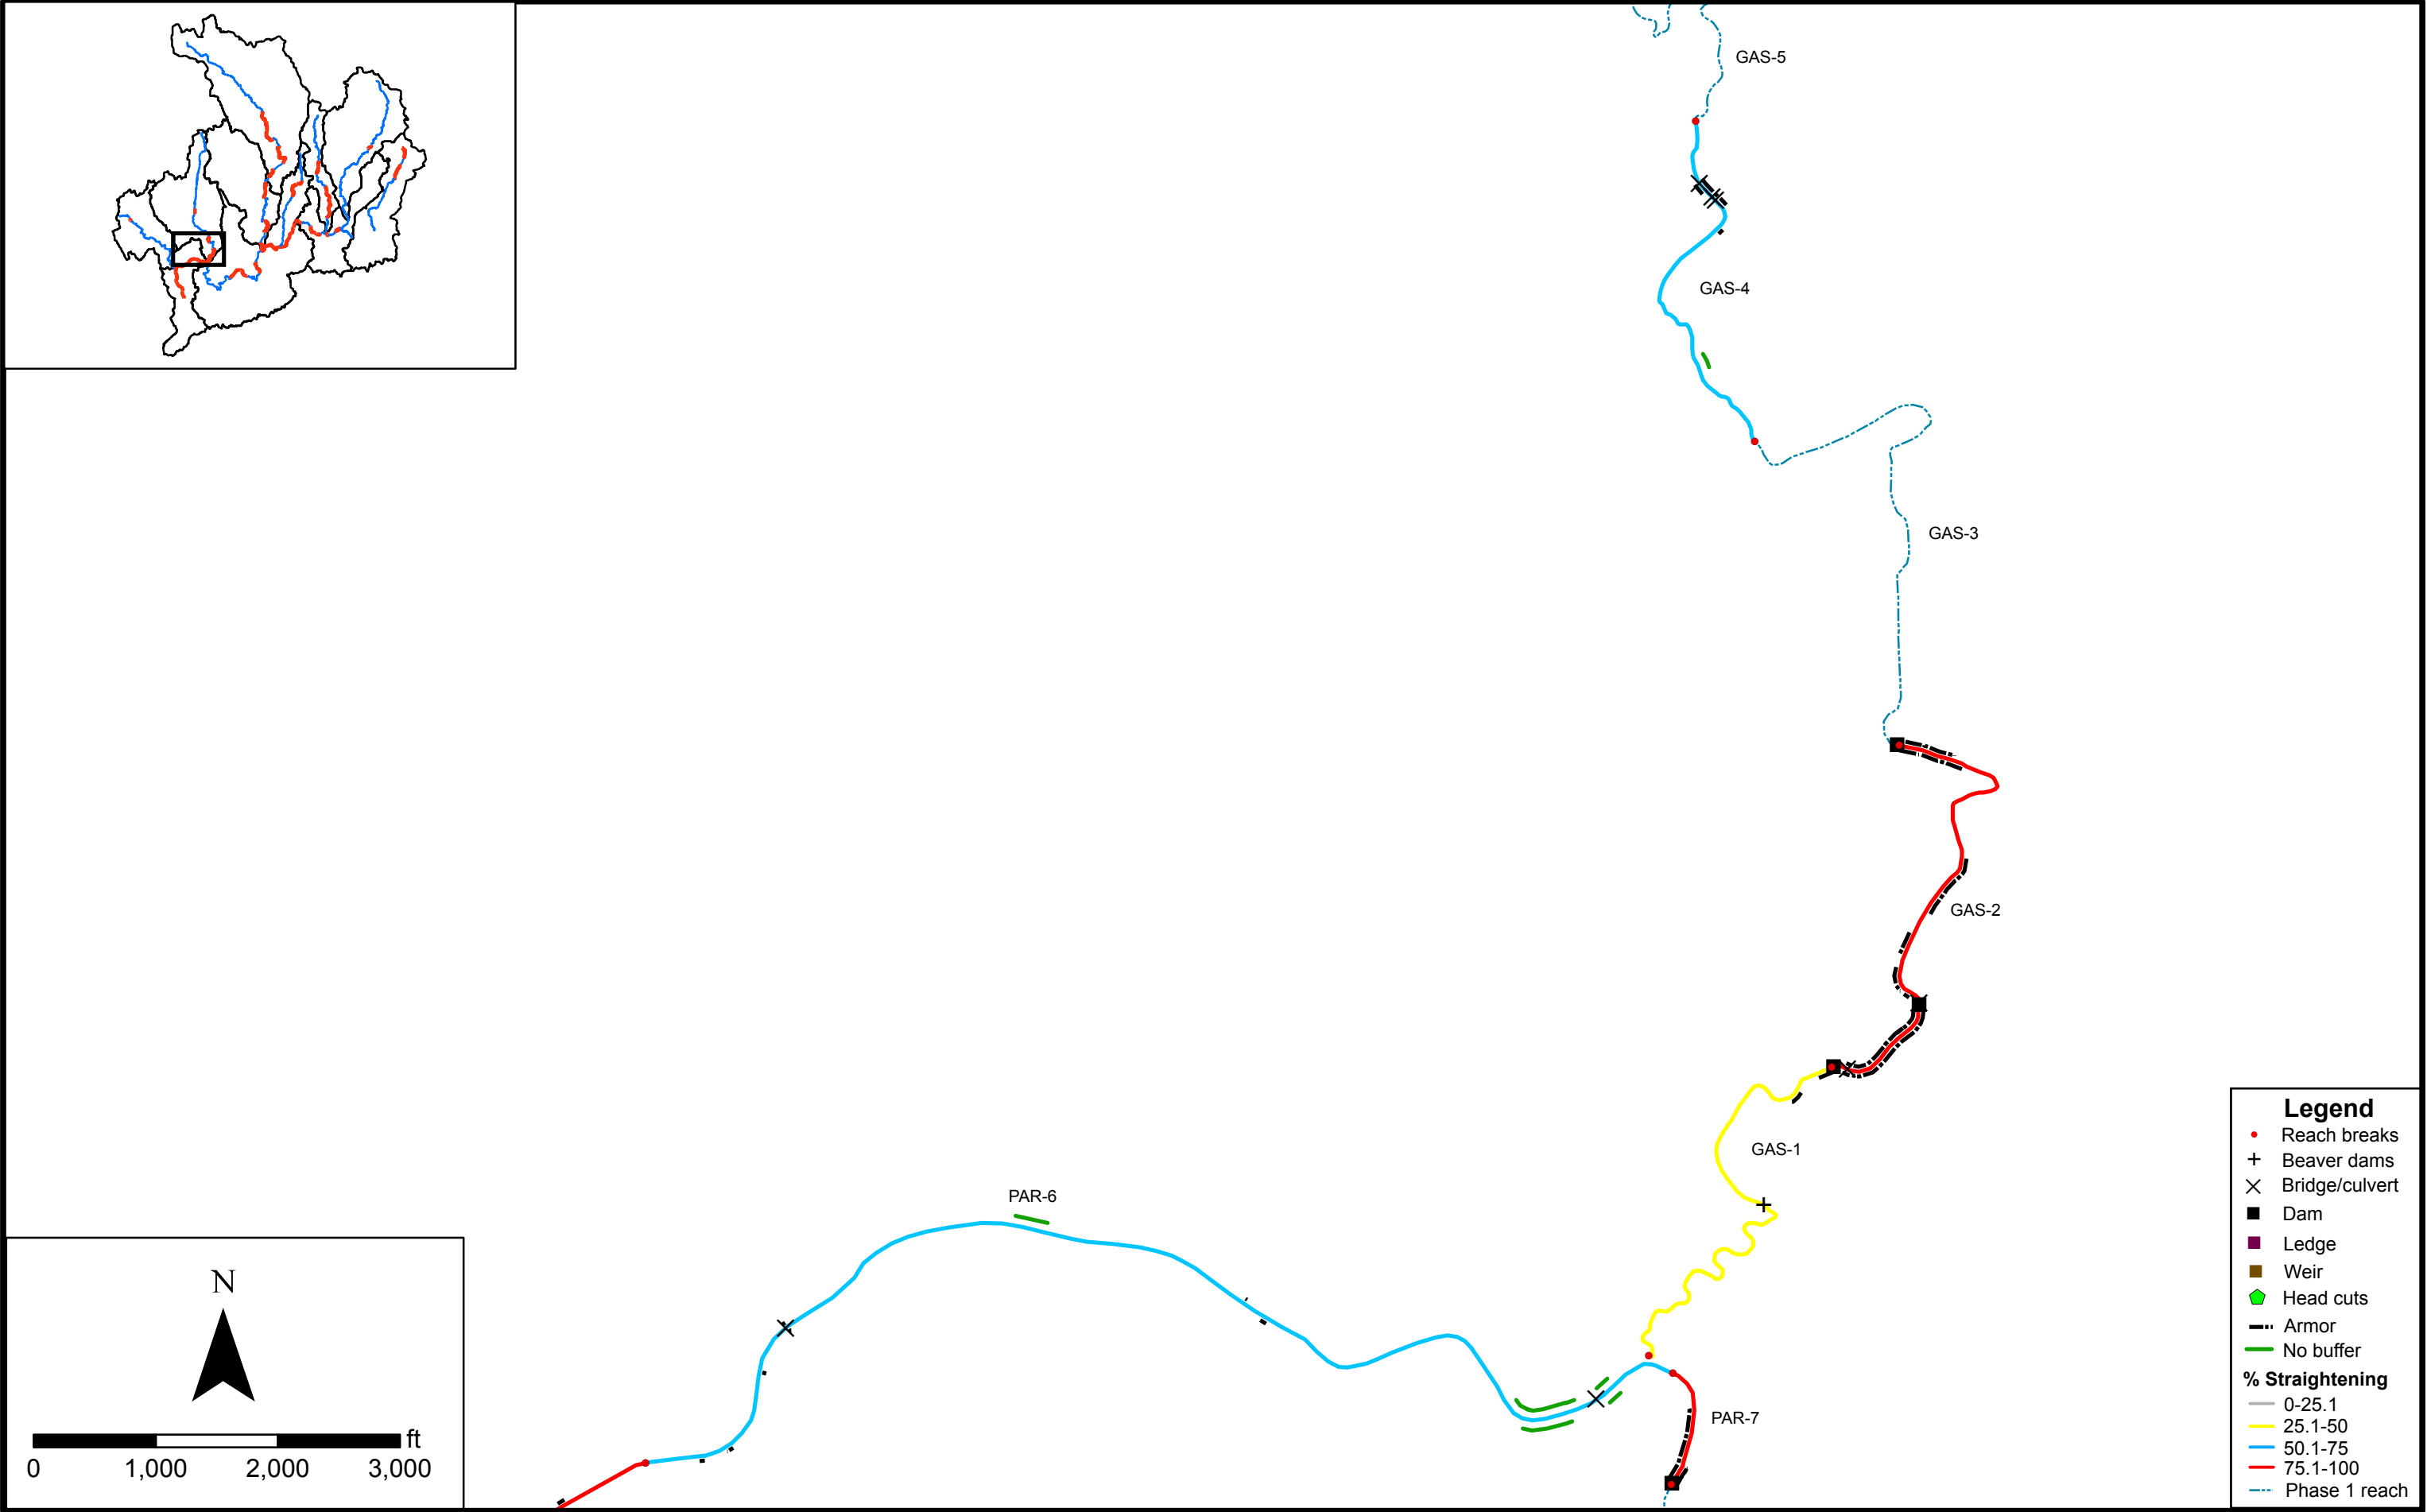 GAS-5
GAS-4
GAS-3
GAS-2
GAS-1
PAR-6
PAR-7
N
ft
0 1,000 2,000 3,000
Legend
Reach breaks
Beaver dams
Bridge/culvert
Dam
Ledge
Weir
Head cuts
Armor
No buffer
% Straightening
0-25.1
25.1-50
50.1-75
75.1-100
Phase 1 reach